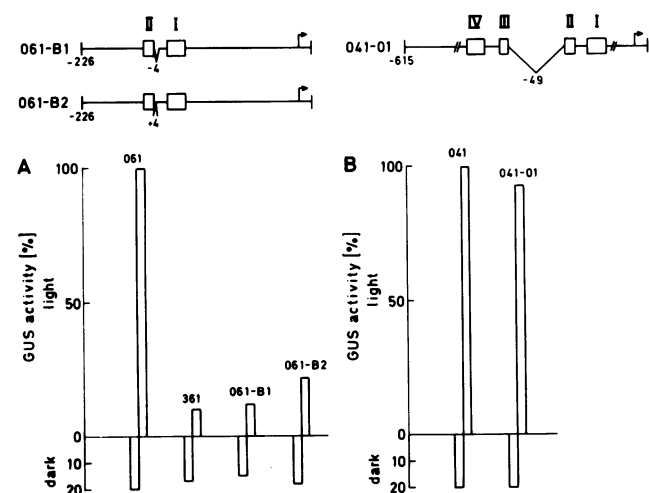 II I
061-B1
-226
-4
061-B2
-226
+4
IV III II I
041-01
-615
-49
A
GUS activity [%]
light
dark
100
50
0
10
20
061
361
061-B1
061-B2
B
GUS activity [%]
light
dark
100
50
0
10
20
041
041-01